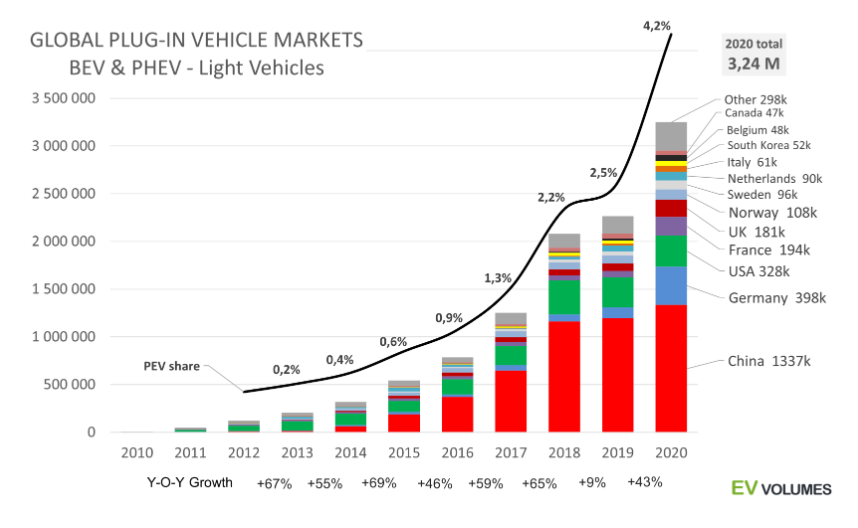 GLOBAL PLUG-IN VEHICLE MARKETS
BEV & PHEV - Light Vehicles
2020 total
3,24 M
4,2%
3 500 000
3 000 000
2 500 000
2 000 000
1 500 000
1 000 000
500 000
0
PEV share
0,2%
0,4%
0,6%
0,9%
1,3%
2,2%
2,5%
Other 298k
Canada 47k
Belgium 48k
South Korea 52k
Italy 61k
Netherlands 90k
Sweden 96k
Norway 108k
UK 181k
France 194k
USA 328k
Germany 398k
China 1337k
2010 2011 2012 2013 2014 2015 2016 2017 2018 2019 2020
Y-O-Y Growth +67% +55% +69% +46% +59% +65% +9% +43%
EV VOLUMES